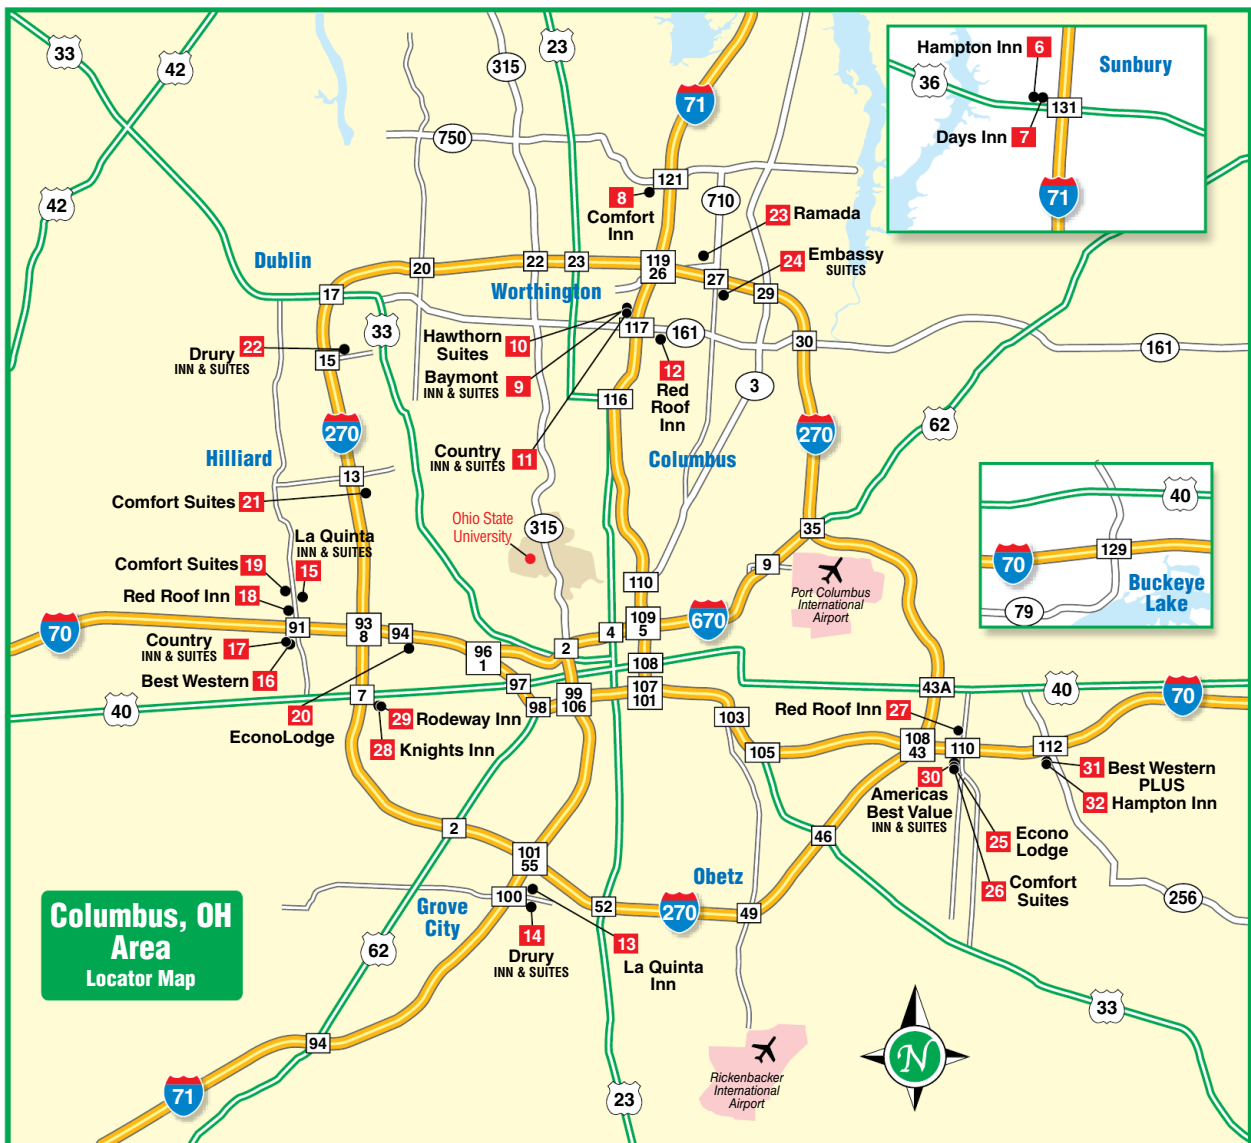 33
42
315
23
71
750
121
8
Comfort
Inn
710
23 Ramada
24 Embassy
SUITES
Hampton Inn 6
Sunbury
36
131
Days Inn 7
71
42
Dublin
20
22
23
119
26
27
29
17
Worthington
33
Hawthorn
Suites 10
117
161
30
161
Drury 22
INN & SUITES
15
Baymont 9
INN & SUITES
12
Red
Roof
Inn
3
116
270
270
62
Country 11
INN & SUITES
Columbus
Hilliard
13
Comfort Suites 21
40
Ohio State
University
315
35
La Quinta
INN & SUITES
15
9
129
70
Buckeye
Lake
79
Comfort Suites 19
Red Roof Inn 18
110
Port Columbus
International
Airport
70
91
93
8
94
4
109
5
670
Country 17
INN & SUITES
Best Western 16
96
1
2
108
97
107
101
43A
40
70
40
7
99
106
98
20
EconoLodge
29 Rodeway Inn
28 Knights Inn
103
Red Roof Inn 27
105
108
43
110
112
30
Americas
Best Value
INN & SUITES
31 Best Western
PLUS
32 Hampton Inn
2
46
25 Econo
Lodge
101
55
Obetz
26 Comfort
Suites
100
52
270
49
256
Grove
City
Columbus, OH
Area
Locator Map
62
14
Drury
INN & SUITES
13
La Quinta
Inn
33
94
N
Rickenbacker
International
Airport
71
23